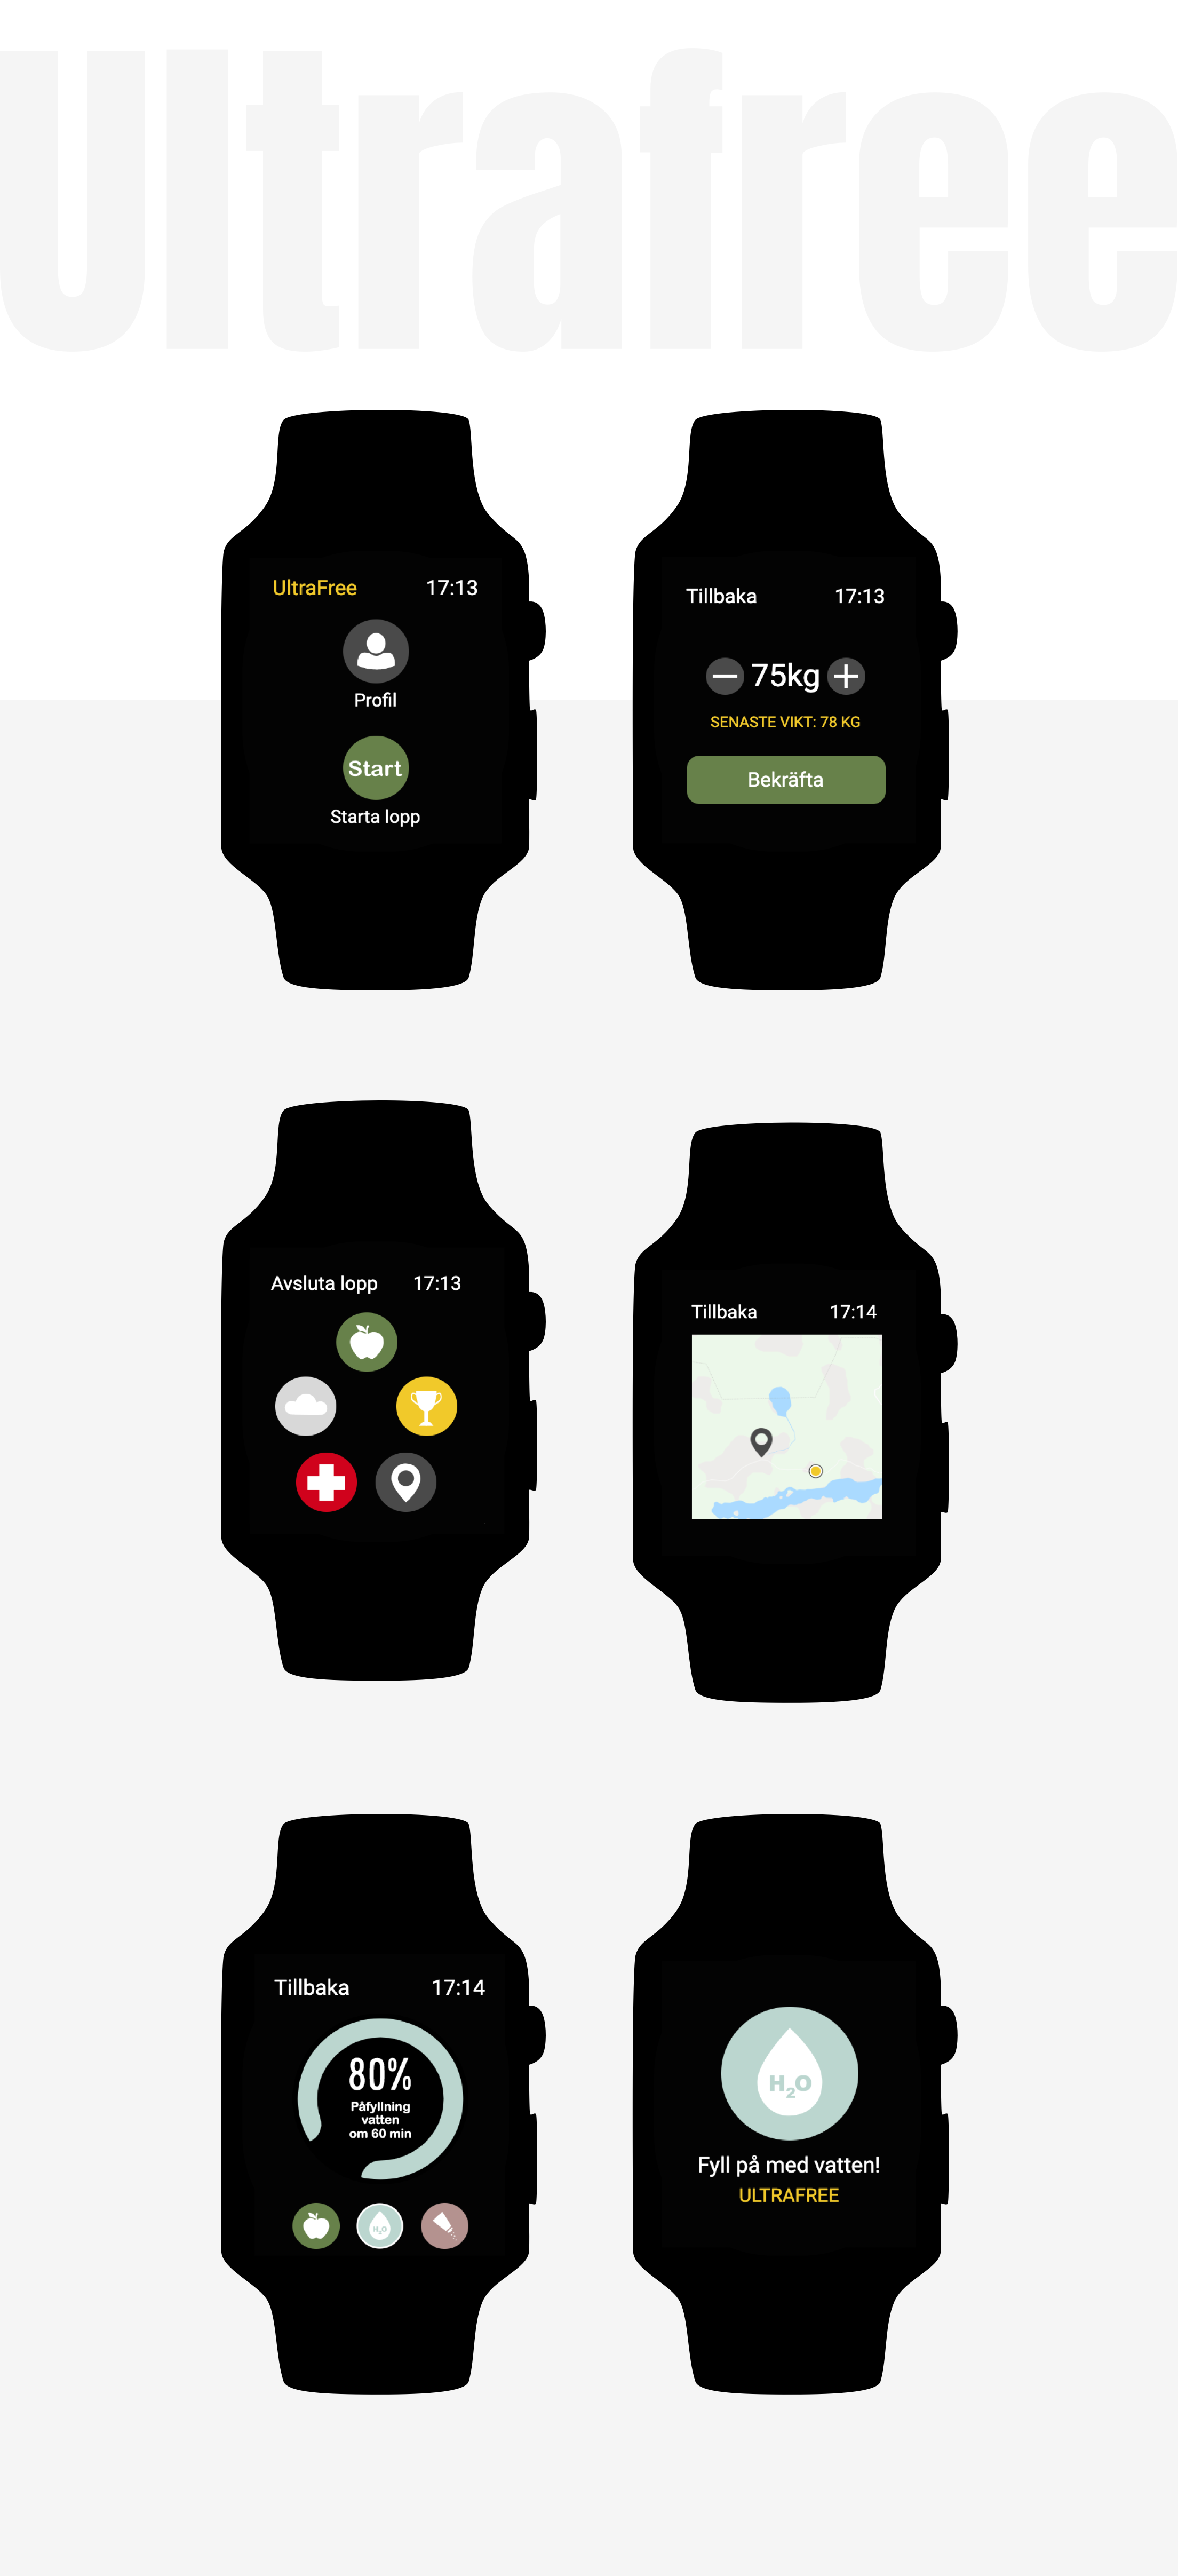 Ultrafree
UltraFree 17:13
Profil
Start
Starta lopp
Tillbaka 17:13
75kg
SENASTE VIKT: 78 KG
Bekräfta
Avsluta lopp 17:13
Tillbaka 17:14
Tillbaka 17:14
80%
Påfyllning
vatten
om 60 min
H₂O
H₂O
Fyll på med vatten!
ULTRAFREE